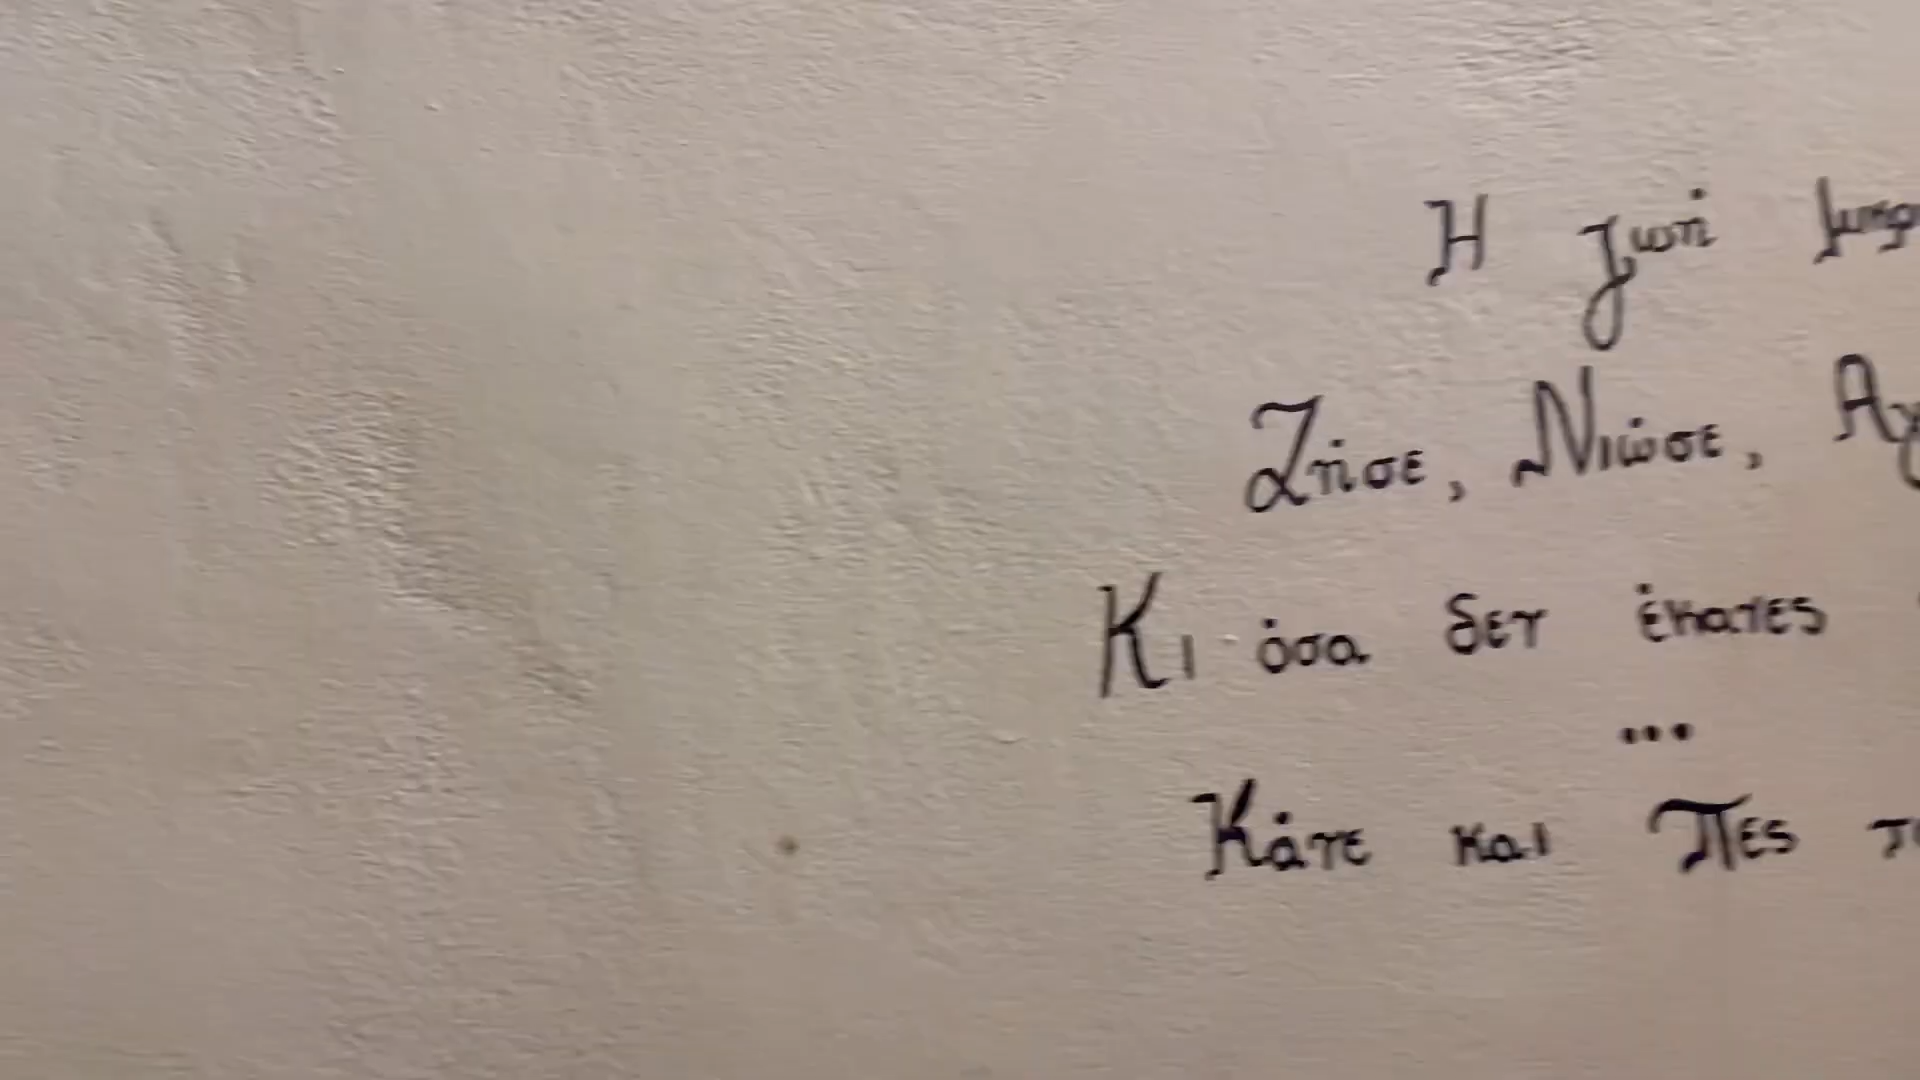 Η ζωή
Ζήσε, Νιώσε,
Κι όσα δεν έκανες
...
Κάνε και Πες